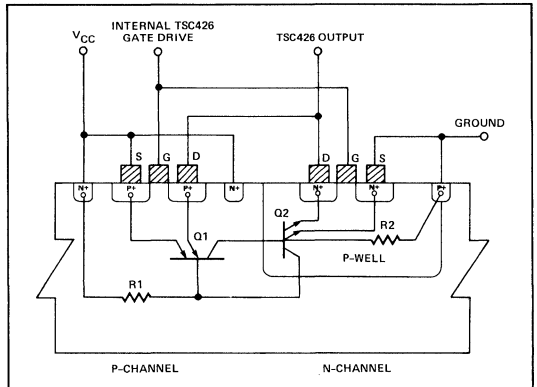 INTERNAL TSC426
GATE DRIVE
V_CC
TSC426 OUTPUT
GROUND
S
G
D
D
G
S
N+
P+
P+
N+
N+
N+
P+
Q1
Q2
R2
P-WELL
R1
P-CHANNEL
N-CHANNEL